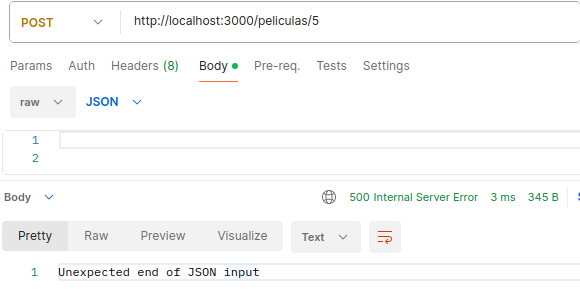 POST http://localhost:3000/peliculas/5
Params Auth Headers (8) Body Pre-req. Tests Settings
raw JSON
1
2
Body 500 Internal Server Error 3 ms 345 B
Pretty Raw Preview Visualize Text
1 Unexpected end of JSON input